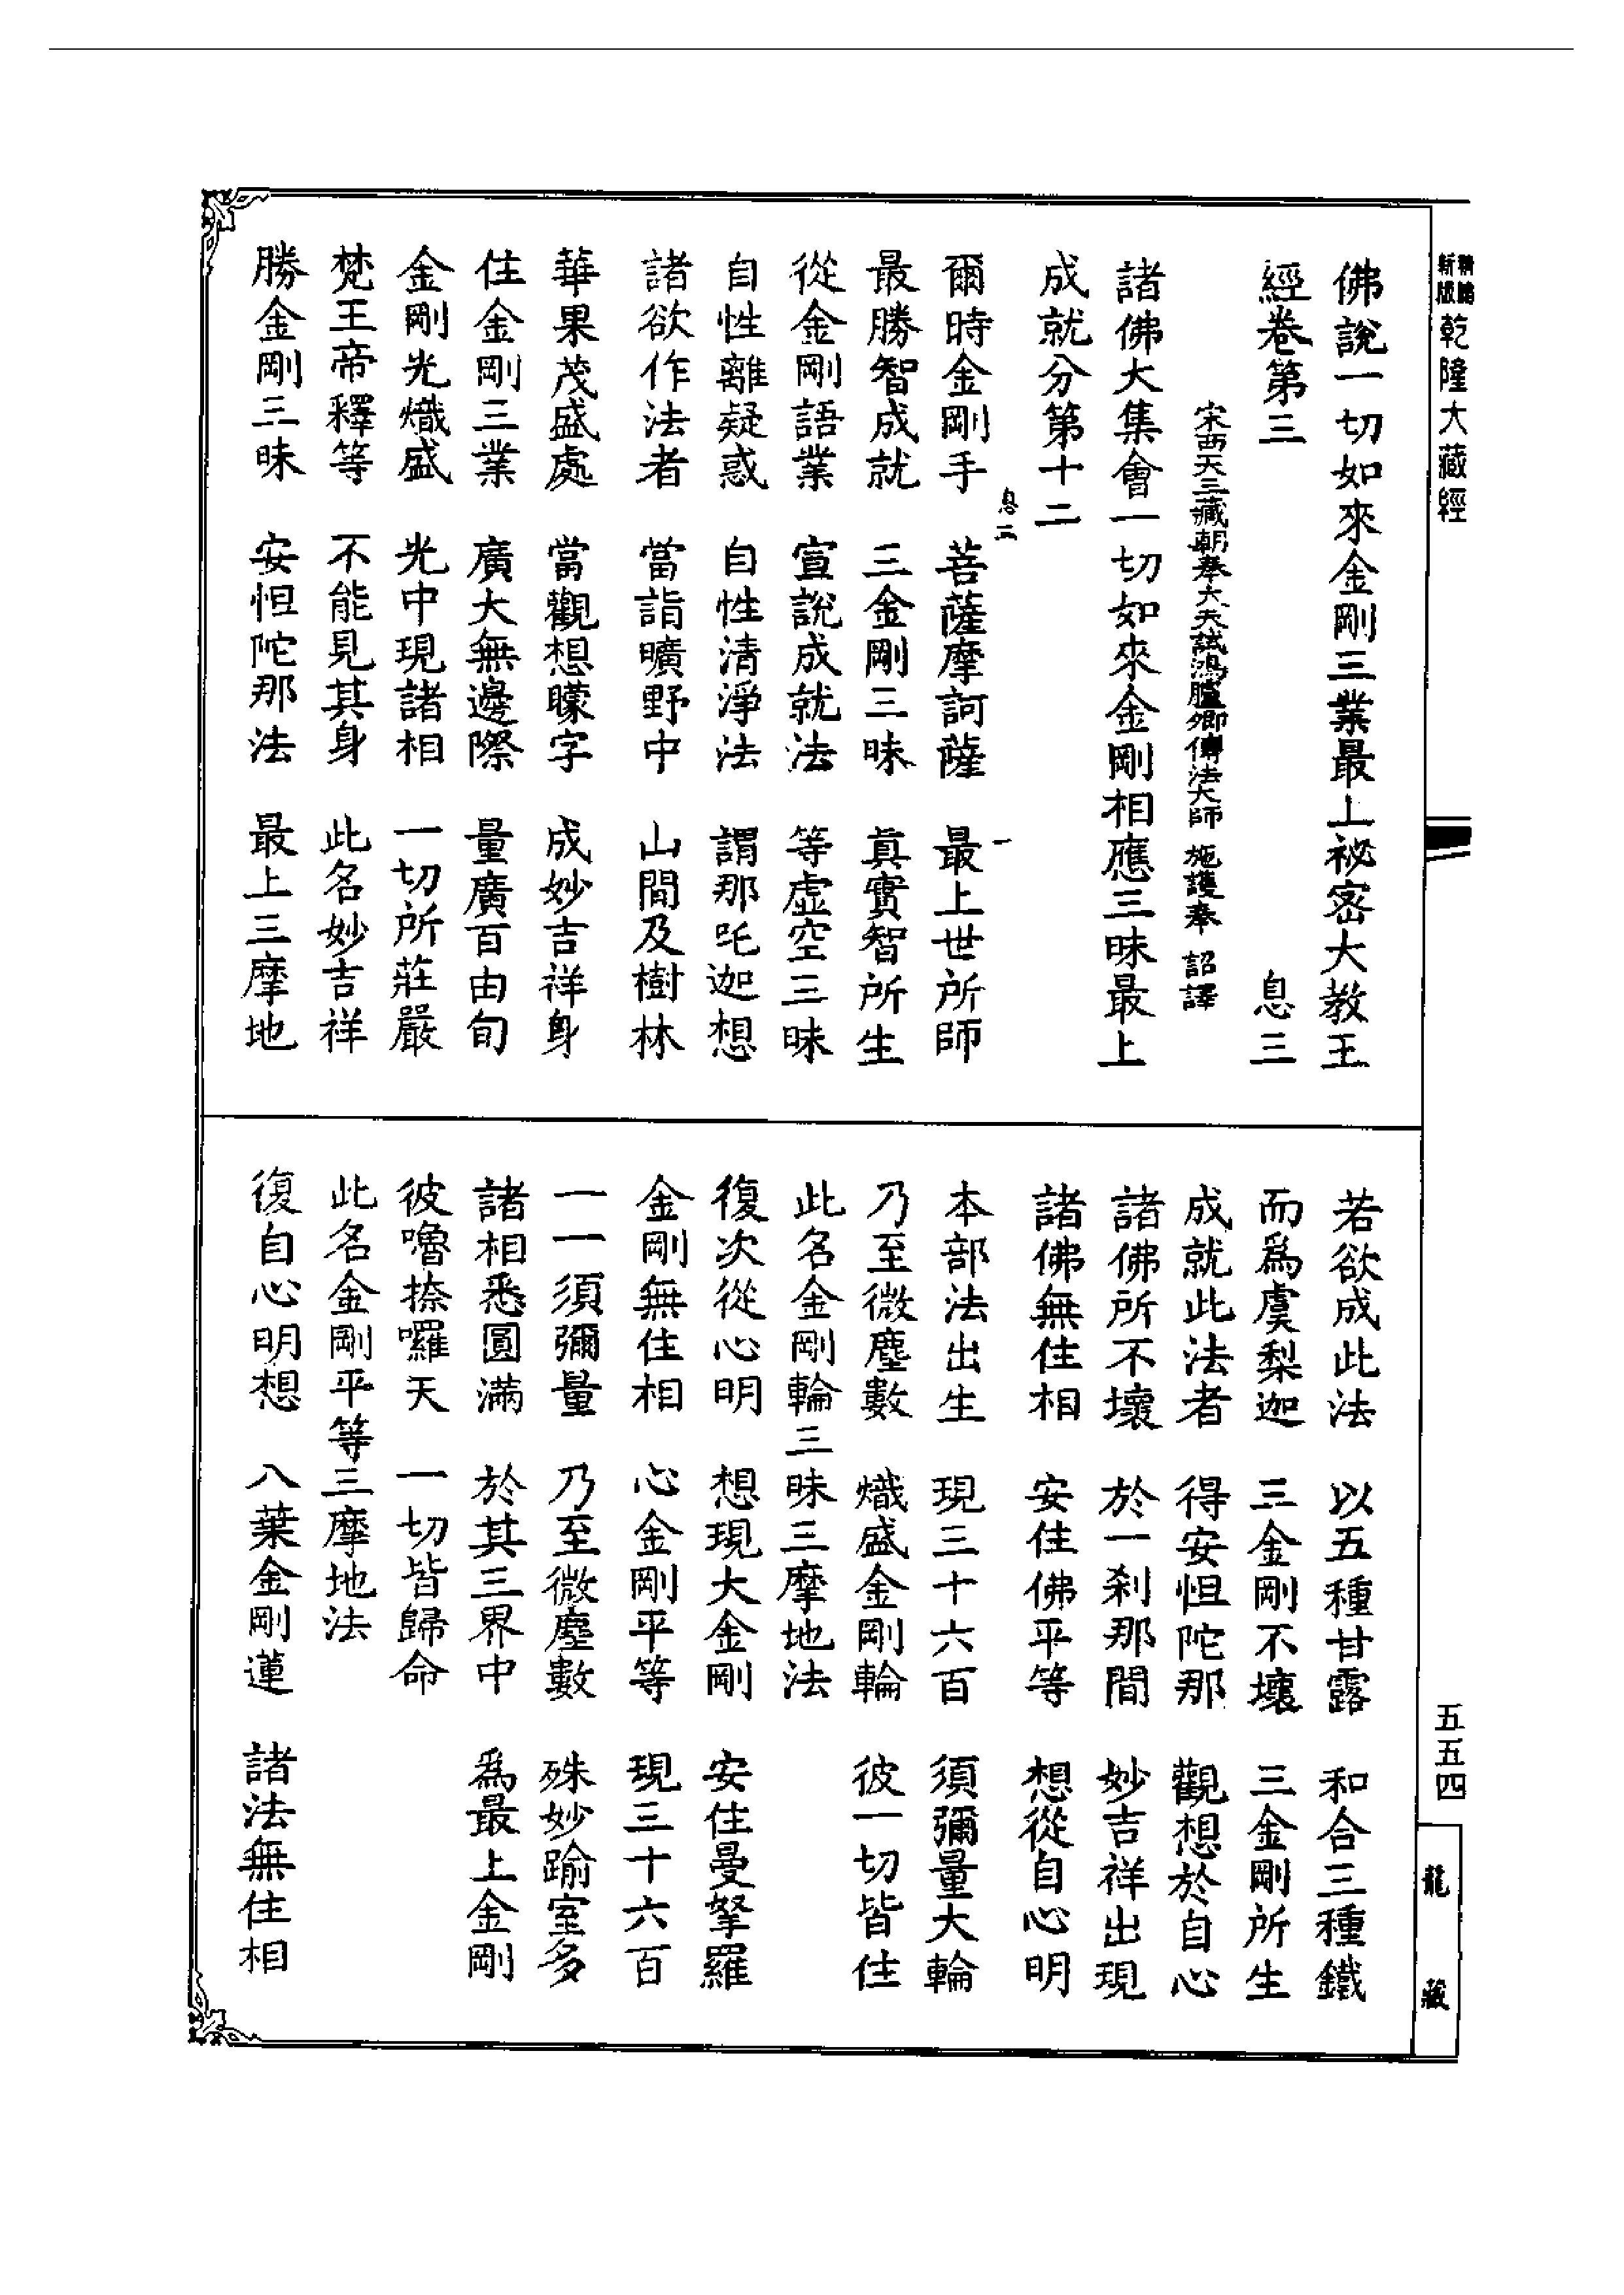 新版
精鵰
乾隆大藏經
佛說一切如來金剛三業最上祕密大教王
經卷第三 息三
宋西天三藏朝奉大夫試鴻臚卿傳法大師 施護奉 詔譯
諸佛大集會一切如來金剛相應三昧最上
成就分第十二
息三 一
爾時金剛手 菩薩摩訶薩 最上世所師
最勝智成就 三金剛三昧 真實智所生
從金剛語業 宣說成就法 等虛空三昧
自性離疑惑 自性清淨法 謂那吒迦想
諸欲作法者 當詣曠野中 山間及樹林
華果茂盛處 當觀想矇字 成妙吉祥身
住金剛三業 廣大無邊際 量廣百由旬
金剛光熾盛 光中現諸相 一切所莊嚴
梵王帝釋等 不能見其身 此名妙吉祥
勝金剛三昧 安怛陀那法 最上三摩地
若欲成此法 以五種甘露 和合三種鐵
而爲虞梨迦 三金剛不壞 三金剛所生
成就此法者 得安怛陀那 觀想於自心
諸佛所不壞 於一剎那間 妙吉祥出現
諸佛無住相 安住佛平等 想從自心明
本部法出生 現三十六百 須彌量大輪
乃至微塵數 熾盛金剛輪 彼一切皆住
此名金剛輪三昧三摩地法
復次從心明 想現大金剛 安住曼拏羅
金剛無住相 心金剛平等 現三十六百
一一須彌量 乃至微塵數 殊妙踰室多
諸相悉圓滿 於其三界中 爲最上金剛
彼嚕捺囉天 一切皆歸命
此名金剛平等三摩地法
復自心明想 八葉金剛蓮 諸法無住相
五五四
龍藏